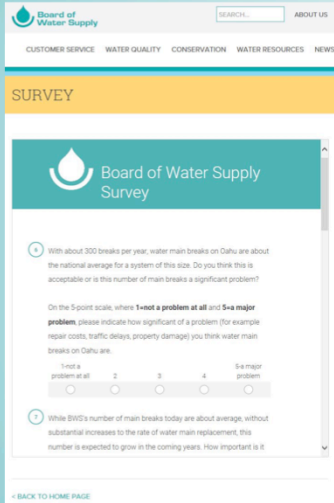 Board of
Water Supply
SEARCH...
ABOUT US
CUSTOMER SERVICE WATER QUALITY CONSERVATION WATER RESOURCES NEWS
SURVEY
Board of Water Supply
Survey
6 With about 300 breaks per year, water main breaks on Oahu are about
the national average for a system of this size. Do you think this is
acceptable or is this number of main breaks a significant problem?
On the 5-point scale, where 1=not a problem at all and 5=a major
problem, please indicate how significant of a problem (for example
repair costs, traffic delays, property damage) you think water main
breaks on Oahu are.
1-not a
problem at all 2 3 4 5-a major
problem
7 While BWS's number of main breaks today are about average, without
substantial increases to the rate of water main replacement, this
number is expected to grow in the coming years. How important is it
< BACK TO HOME PAGE